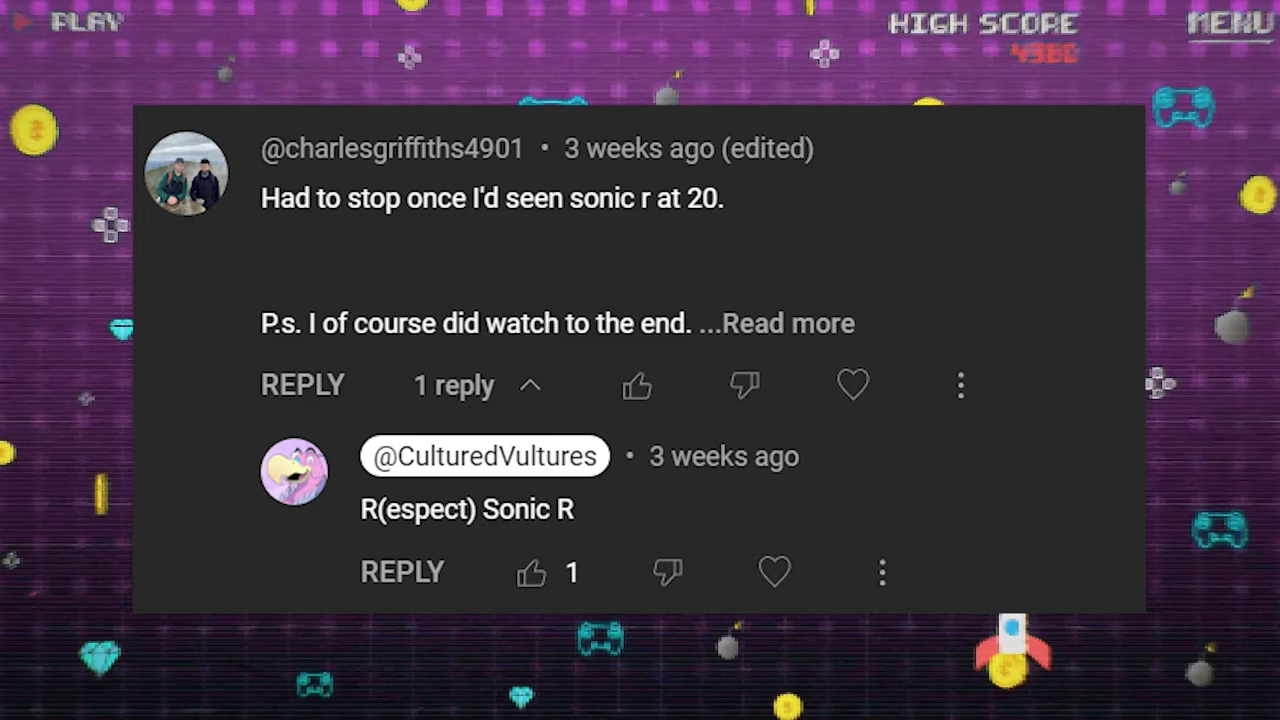 PLAY
HIGH SCORE
4980
MENU
@charlesgriffiths4901 • 3 weeks ago (edited)
Had to stop once I'd seen sonic r at 20.
P.s. I of course did watch to the end. ...Read more
REPLY 1 reply
@CulturedVultures • 3 weeks ago
R(espect) Sonic R
REPLY 1